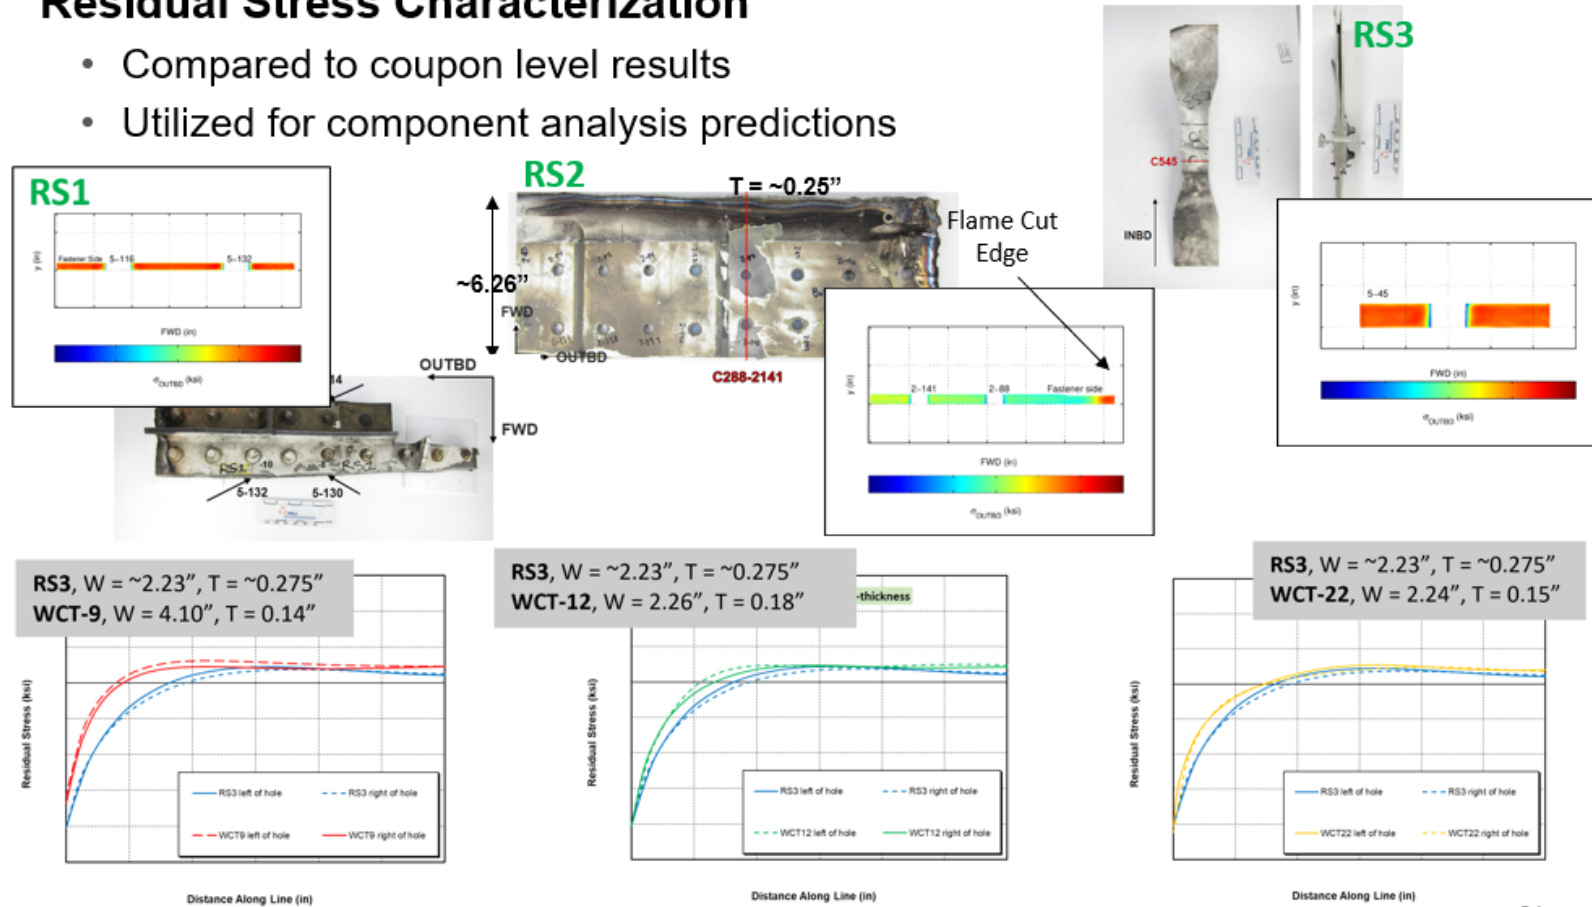 Residual Stress Characterization
• Compared to coupon level results
• Utilized for component analysis predictions
RS1
y (in)
Fastener Side
5-116
5-132
FWD (in)
σOUTBD (ksi)
14
-8
RS1
-10
5-132
5-130
OUTBD
FWD
RS2
T = ~0.25”
~6.26”
FWD
OUTBD
C288-2141
Flame Cut
Edge
y (in)
2-141
2-88
Fastener side
FWD (in)
σOUTBD (ksi)
RS3
C545
INBD
y (in)
5-45
FWD (in)
σOUTBD (ksi)
RS3, W = ~2.23”, T = ~0.275”
WCT-9, W = 4.10”, T = 0.14”
Residual Stress (ksi)
RS3 left of hole
RS3 right of hole
WCT9 left of hole
WCT9 right of hole
Distance Along Line (in)
RS3, W = ~2.23”, T = ~0.275”
WCT-12, W = 2.26”, T = 0.18”
-thickness
Residual Stress (ksi)
RS3 left of hole
RS3 right of hole
WCT12 left of hole
WCT12 right of hole
Distance Along Line (in)
RS3, W = ~2.23”, T = ~0.275”
WCT-22, W = 2.24”, T = 0.15”
Residual Stress (ksi)
RS3 left of hole
RS3 right of hole
WCT22 left of hole
WCT22 right of hole
Distance Along Line (in)